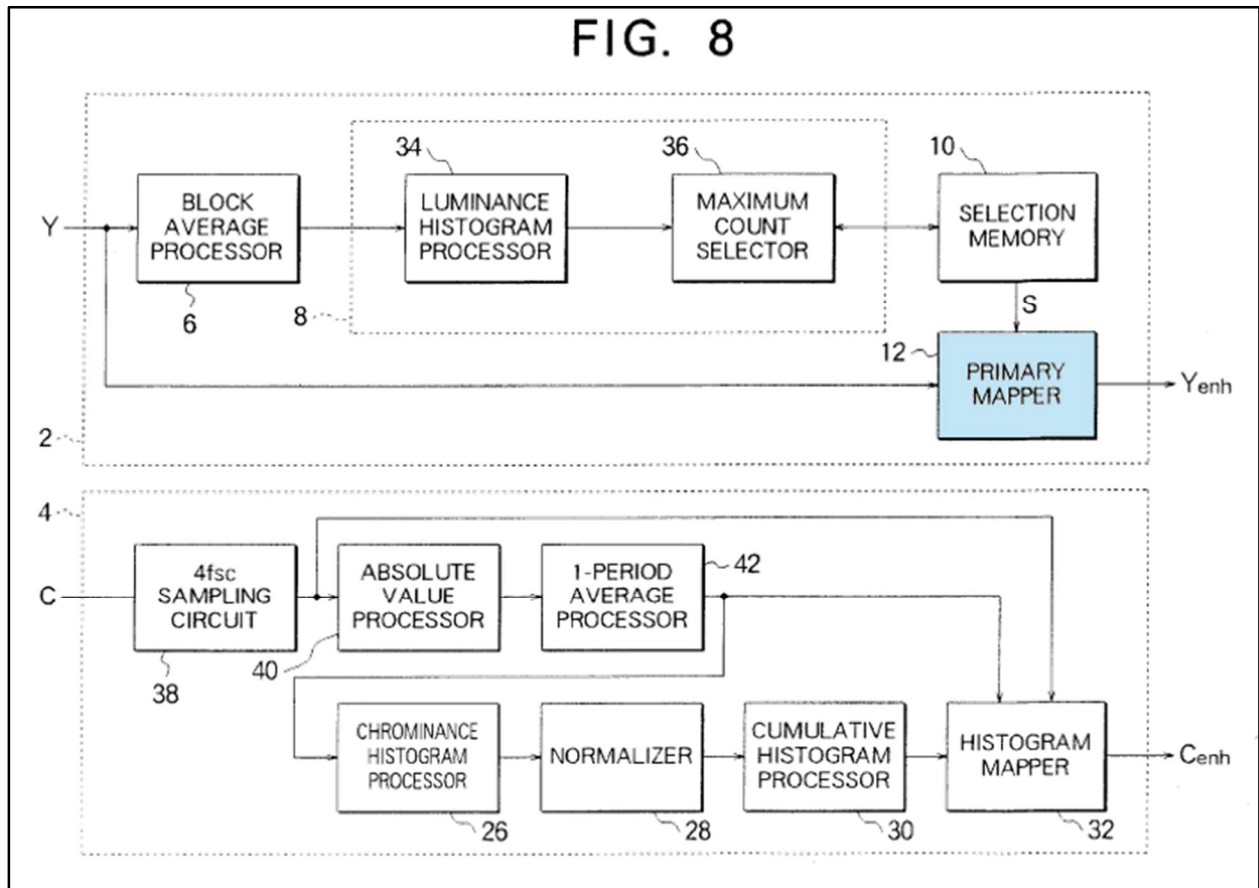 FIG. 8
34
36
10
Y
BLOCK
AVERAGE
PROCESSOR
LUMINANCE
HISTOGRAM
PROCESSOR
MAXIMUM
COUNT
SELECTOR
SELECTION
MEMORY
6
8
S
12
PRIMARY
MAPPER
Yenh
2
4
C
4fsc
SAMPLING
CIRCUIT
ABSOLUTE
VALUE
PROCESSOR
1-PERIOD
AVERAGE
PROCESSOR
42
38
40
CHROMINANCE
HISTOGRAM
PROCESSOR
NORMALIZER
CUMULATIVE
HISTOGRAM
PROCESSOR
HISTOGRAM
MAPPER
Cenh
26
28
30
32